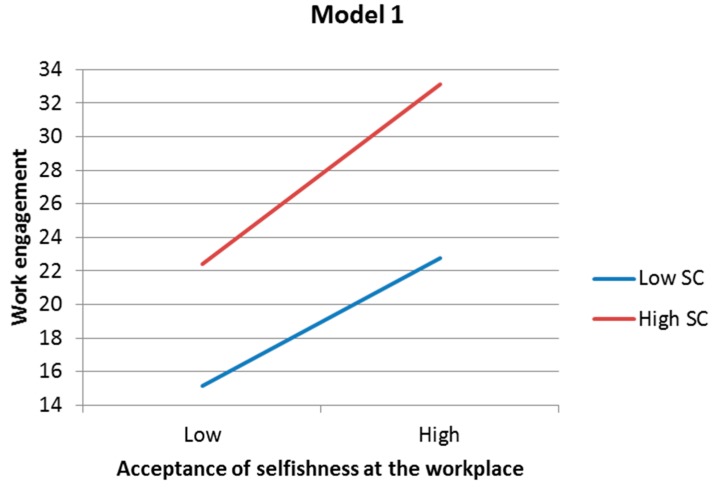 Model 1
Work engagement
34
32
30
28
26
24
22
20
18
16
14
Low
High
Acceptance of selfishness at the workplace
Low SC
High SC